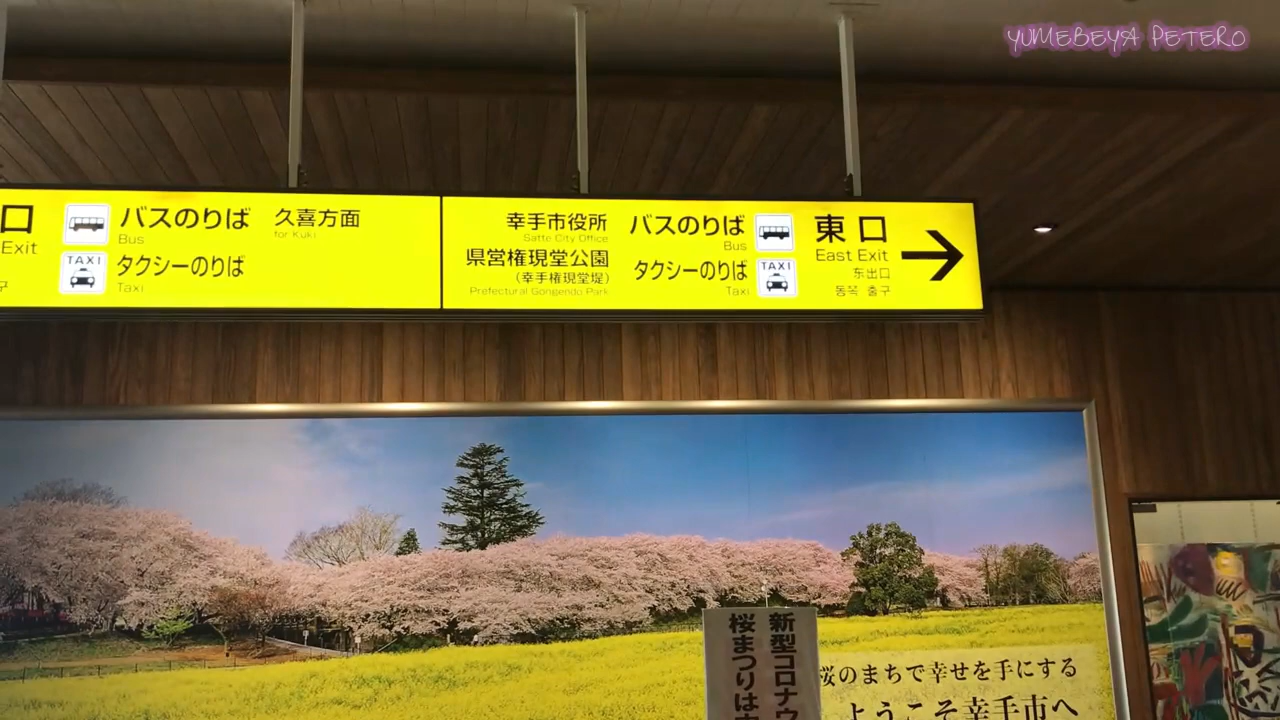 YUMEBEYA PETERO
口
Exit
バスのりば
Bus
久喜方面
for Kuki
TAXI
タクシーのりば
Taxi
幸手市役所
Satte City Office
県営権現堂公園
(幸手権現堂堤)
Prefectural Gongendo Park
バスのりば
Bus
タクシーのりば
Taxi
TAXI
東口
East Exit
东出口
동쪽 출구
新型コロナウ
桜まつりは
桜のまちで幸せを手にする
ようこそ幸手市へ